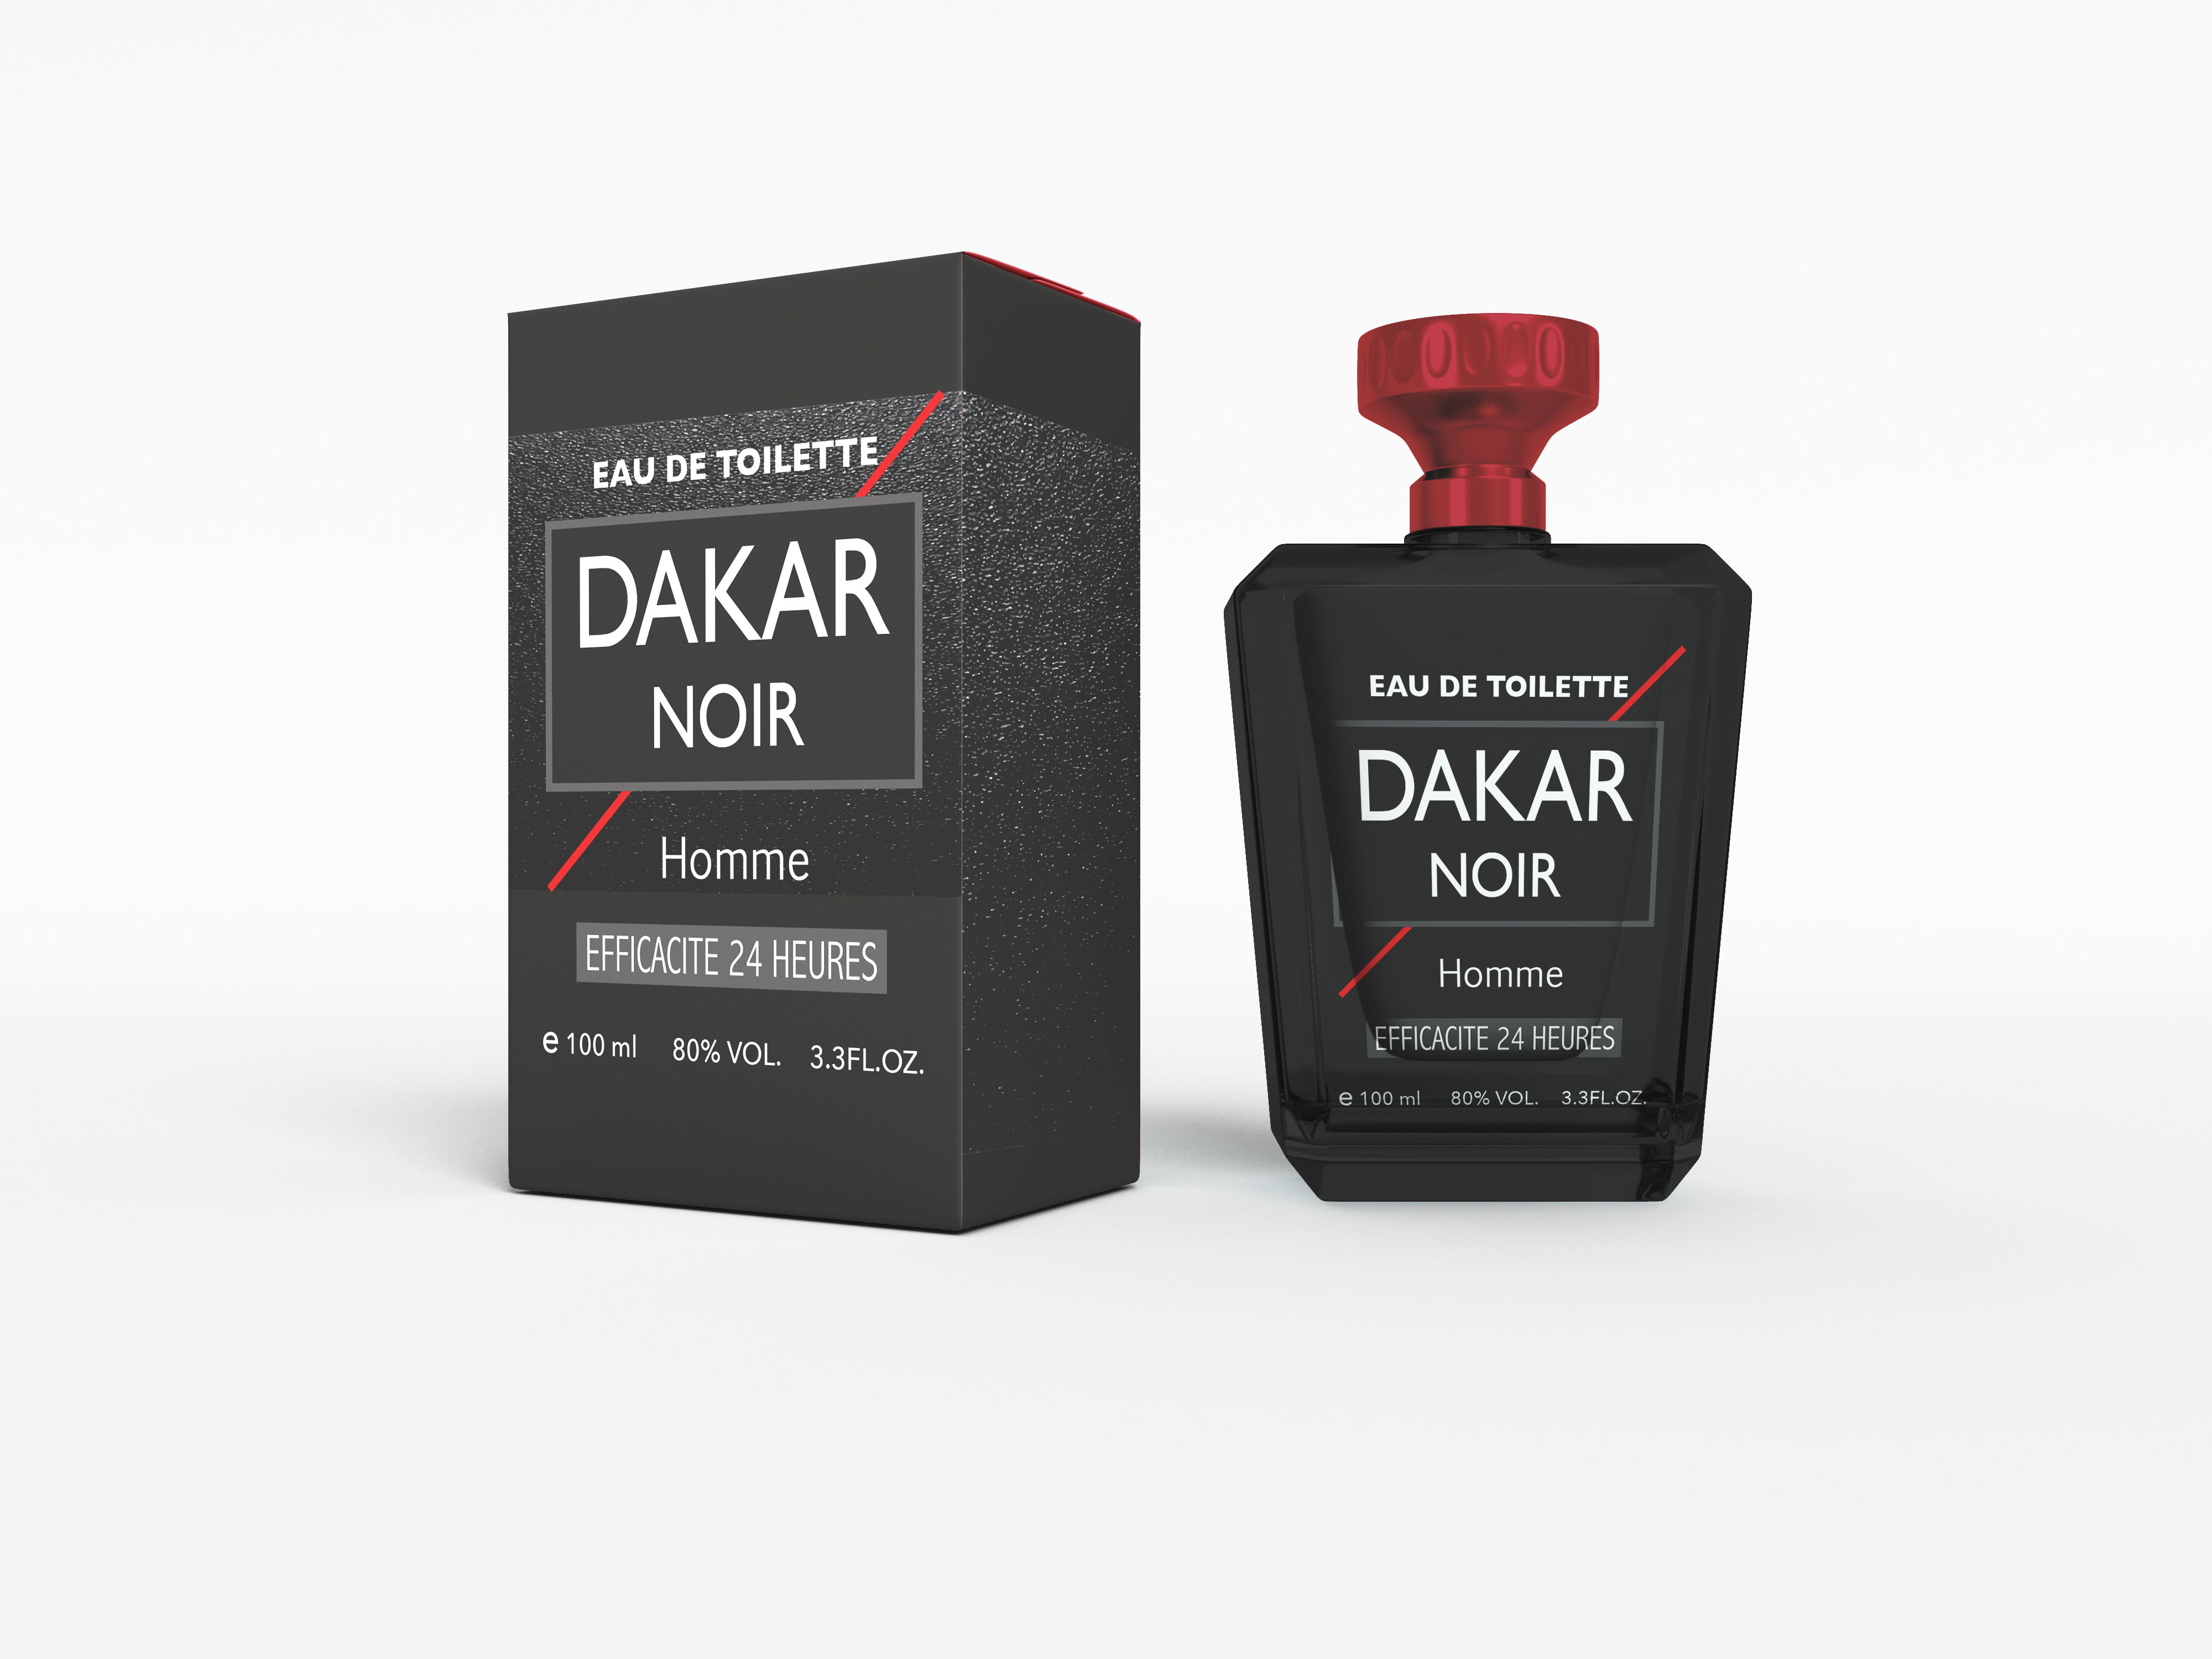 EAU DE TOILETTE
DAKAR
NOIR
Homme
EFFICACITE 24 HEURES
e 100 ml 80% VOL. 3.3FL.OZ.
EAU DE TOILETTE
DAKAR
NOIR
Homme
EFFICACITE 24 HEURES
e 100 ml 80% VOL. 3.3FL.OZ.